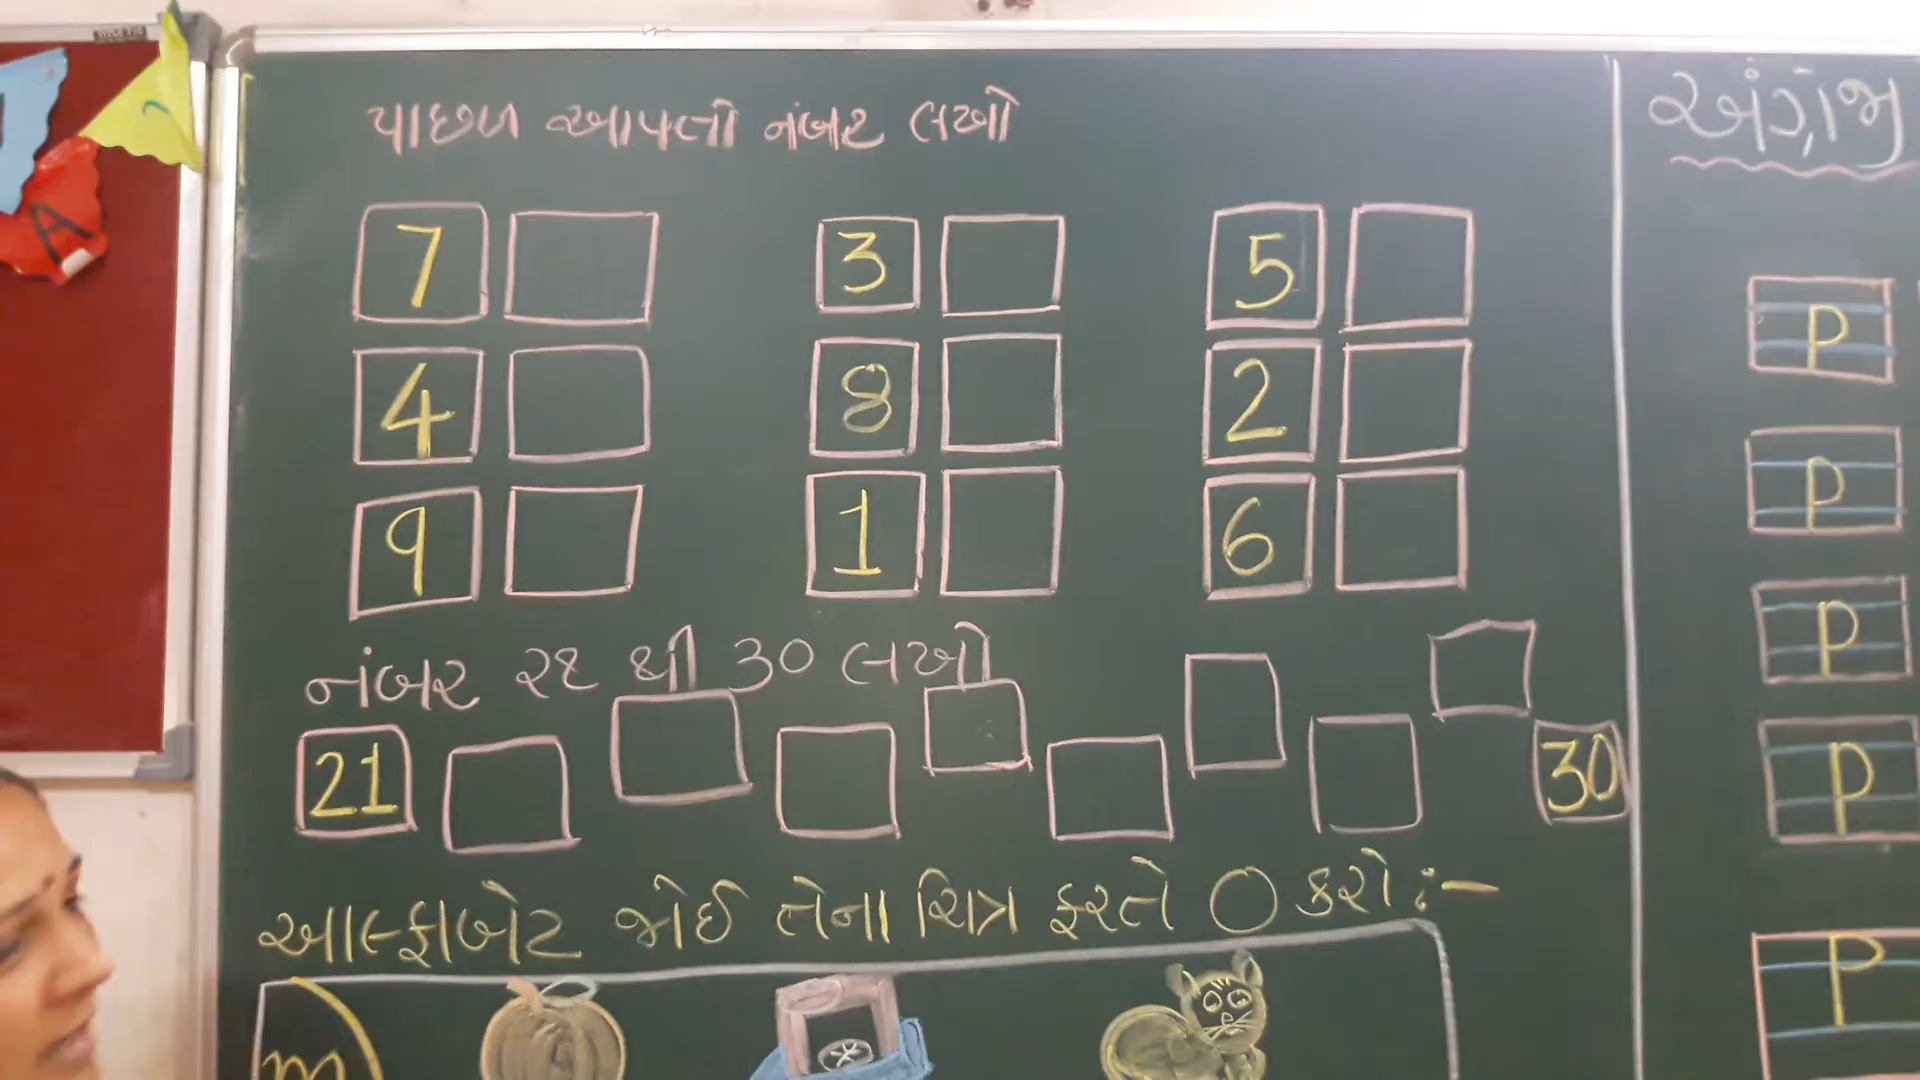 પાછળ આપલો નંબર લખો
7 3 5
4 8 2
9 1 6
નંબર ૨૧ થી 30 લખો
21 30
આલ્ફાબેટ જોઈ તેના ચિત્ર ફરતે O કરો :-
m
અંગ્રેજી
P
P
P
P
P
A